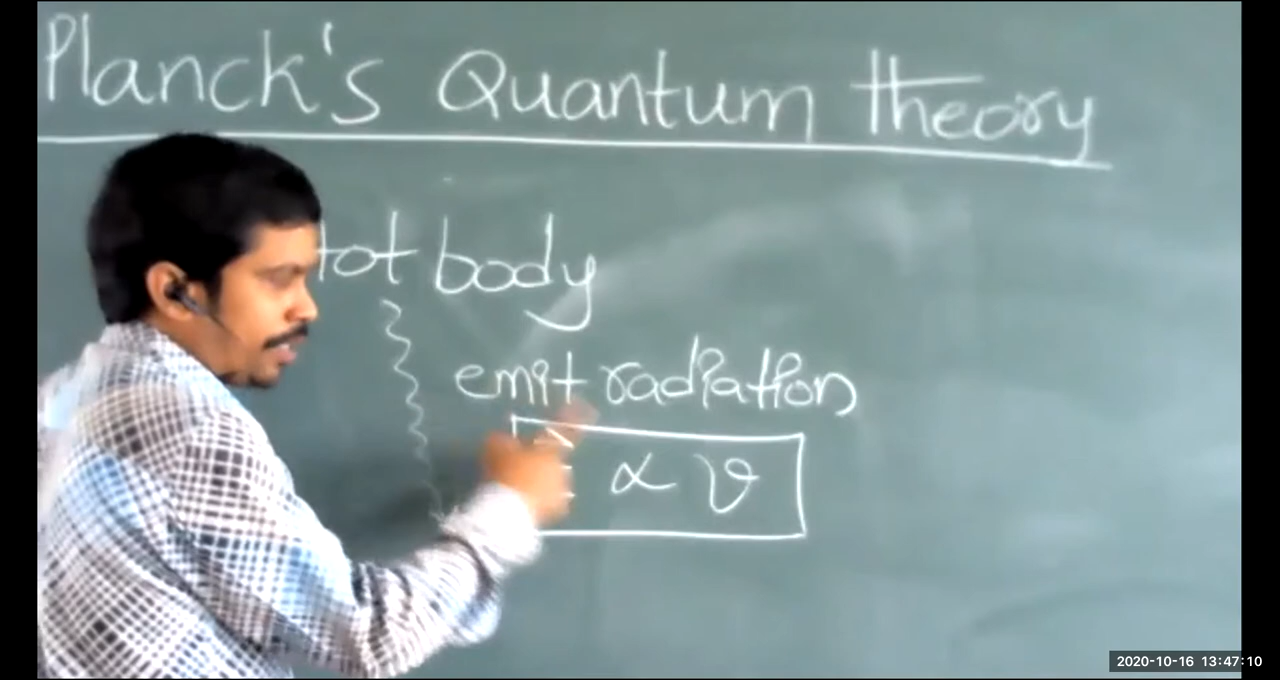 Planck's Quantum theory
body
emit radiation
∝ ν
2020-10-16 13:47:10